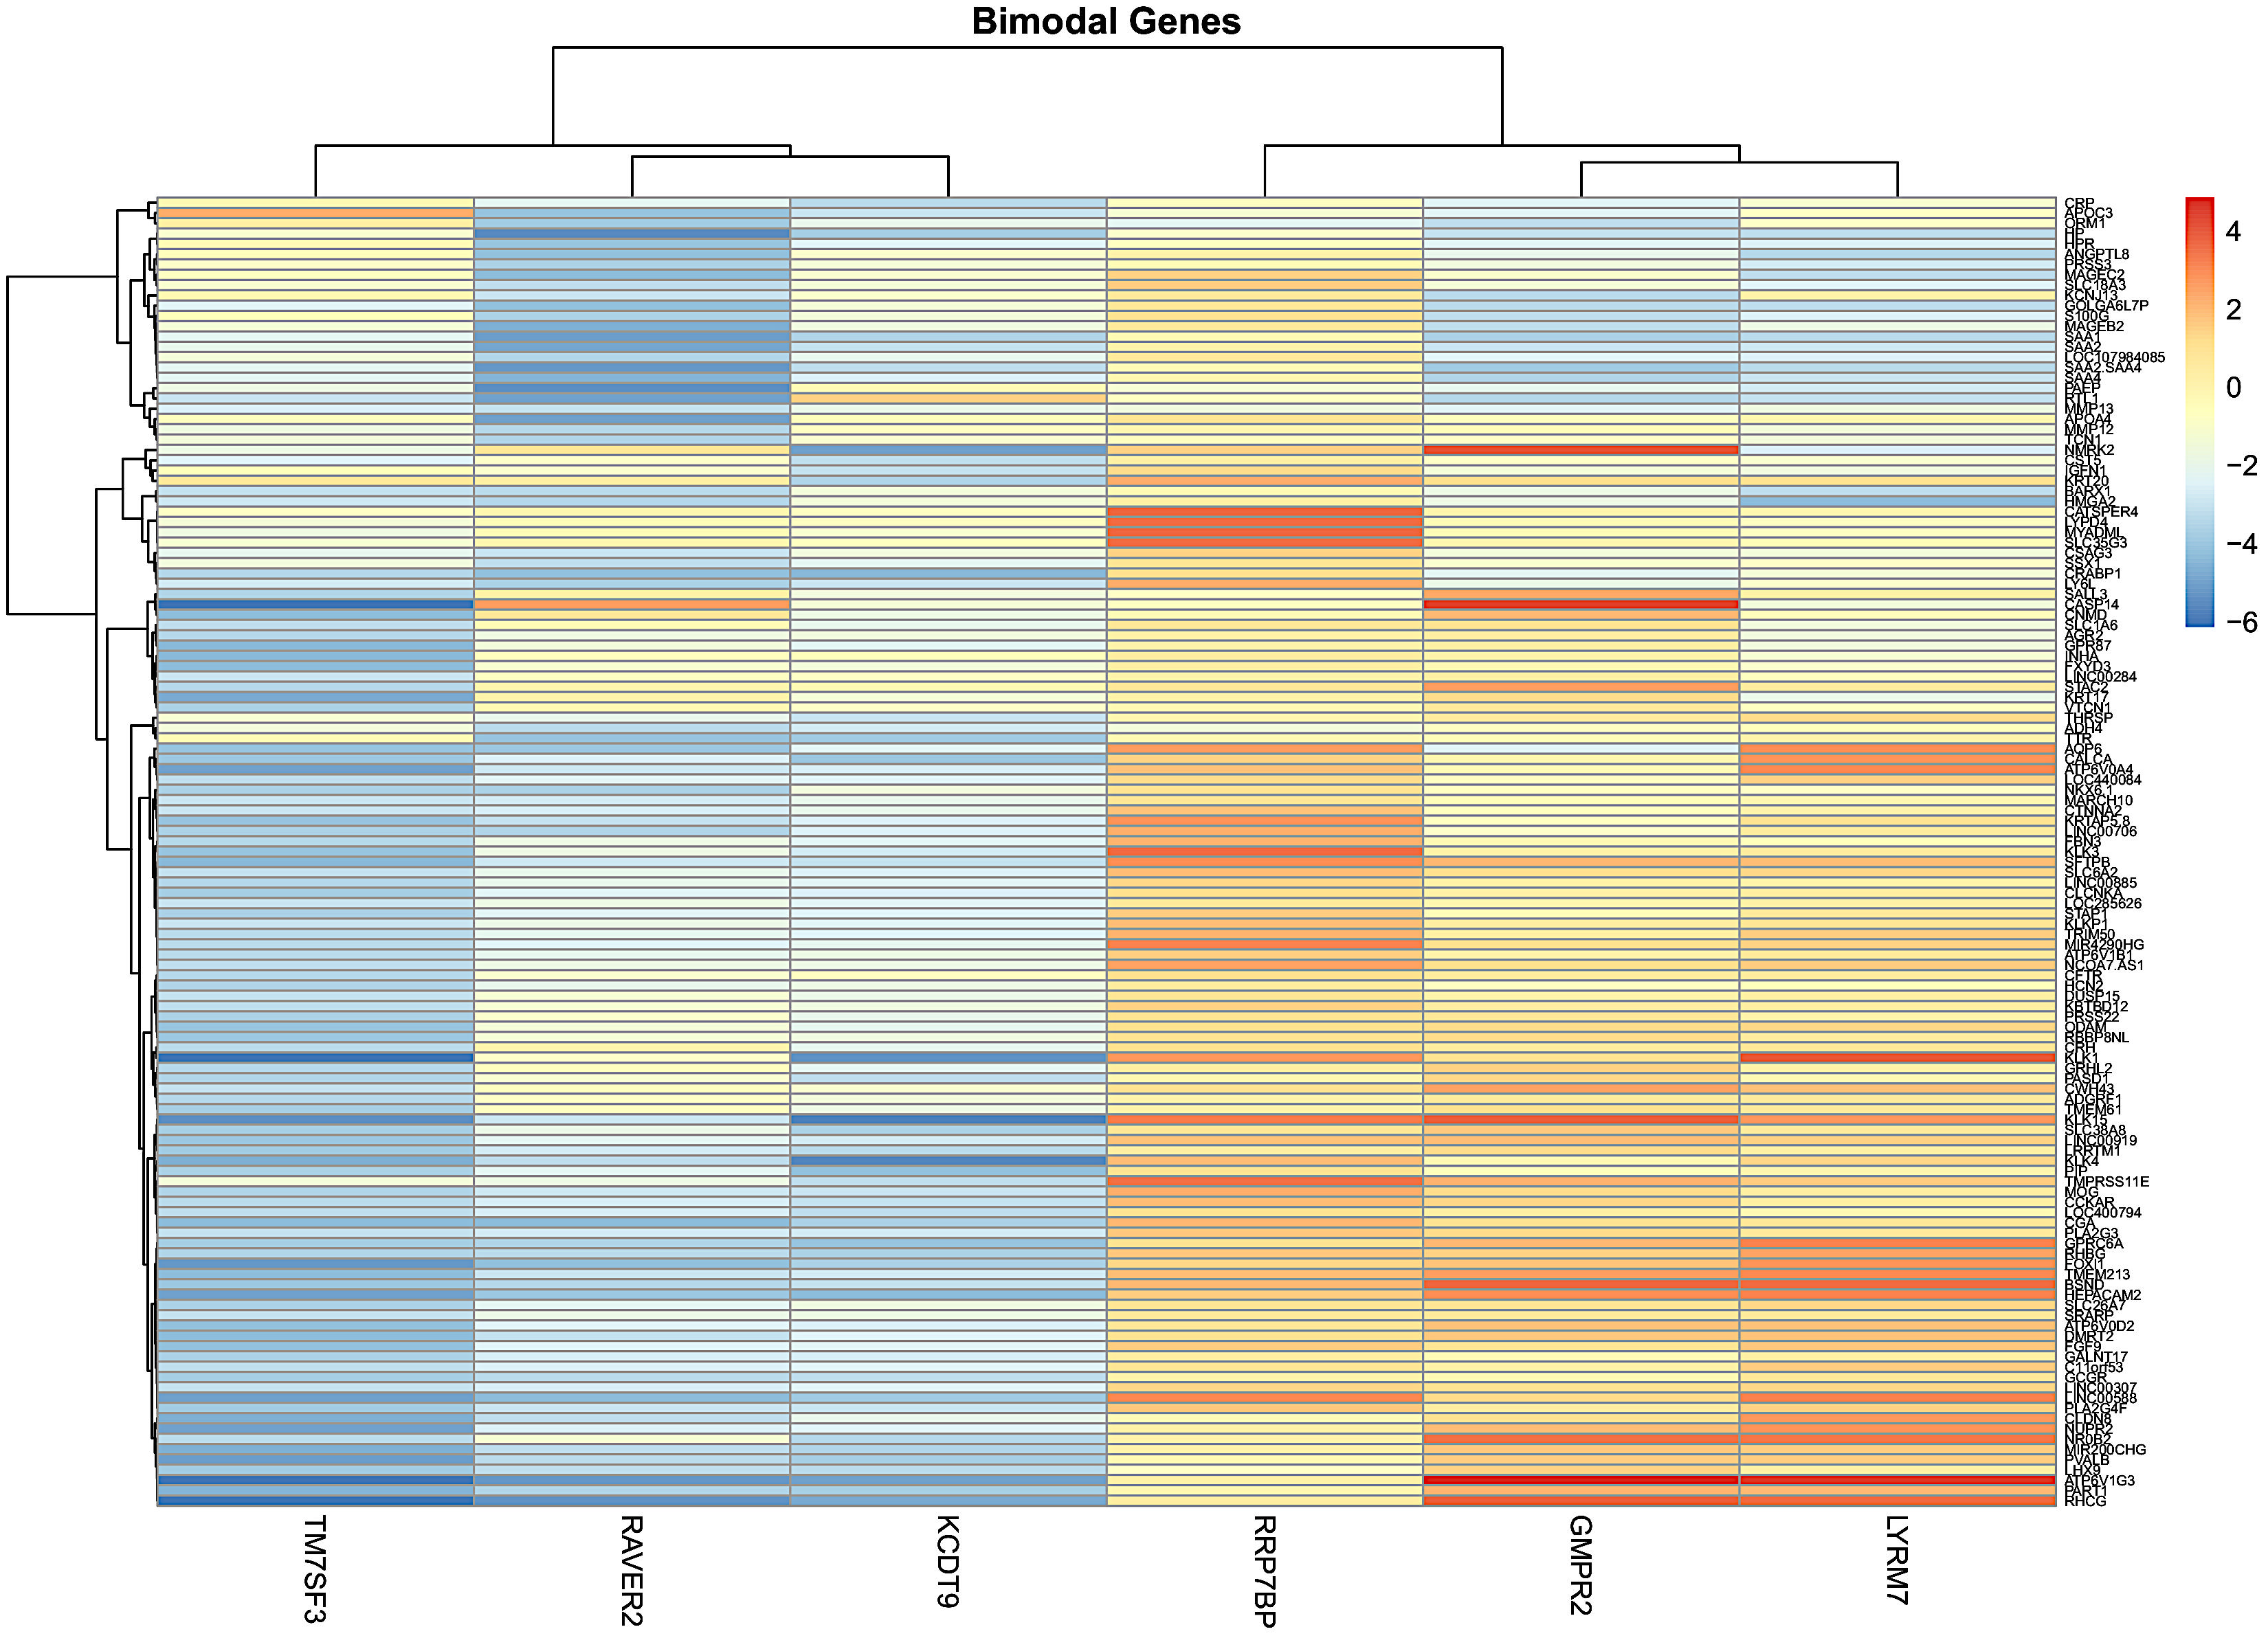 Bimodal Genes
CRP
APOC3
ORM1
HP
HPR
ANGPTL8
PRSS3
MAGEC2
SLC18A3
KCNJ13
GOLGA6L7P
S100G
MAGEB2
SAA1
SAA2
LOC107984085
SAA2.SAA4
SAA4
PAEP
RTL1
MMP13
APOA4
MMP12
TCN1
NMRK2
CST5
IGFN1
KRT20
BARX1
HMGA2
CATSPER4
LYPD4
MYADML
SLC35G3
CSAG3
SSX1
CRABP1
LY6L
SALL3
CASP14
CNMD
SLC1A6
AGR2
GPR87
INHA
FXYD3
LINC00284
STAC2
KRT17
VTCN1
THRSP
ADH4
TTR
AQP6
CALCA
ATP6V0A4
LOC440084
NKX6.1
MARCH10
CTNNA2
KRTAP5.8
LINC00706
FBN3
KLK3
SFTPB
SLC6A2
LINC00885
CLCNKA
LOC285626
STAP1
KLKP1
TRIM50
MIR4290HG
ATP6V1B1
NCOA7.AS1
CFTR
HCN2
DUSP15
KBTBD12
PRSS22
ODAM
RBBP8NL
CRH
KLK1
GRHL2
PASD1
CWH43
ADGRF1
TMEM61
KLK15
SLC38A8
LINC00919
LRRTM1
KLK4
PIP
TMPRSS11E
MOG
CCKAR
LOC400794
CGA
PLA2G3
GPRC6A
RHBG
FOXI1
TMEM213
BSND
HEPACAM2
SLC26A7
SRARP
ATP6V0D2
DMRT2
FGF9
GALNT17
C11orf53
GCGR
LINC00307
LINC00588
PLA2G4F
CLDN8
NUPR2
NR0B2
MIR200CHG
PVALB
LHX9
ATP6V1G3
PART1
RHCG
4
2
0
−2
−4
−6
TM7SF3
RAVER2
KCDT9
RRP7BP
GMPR2
LYRM7